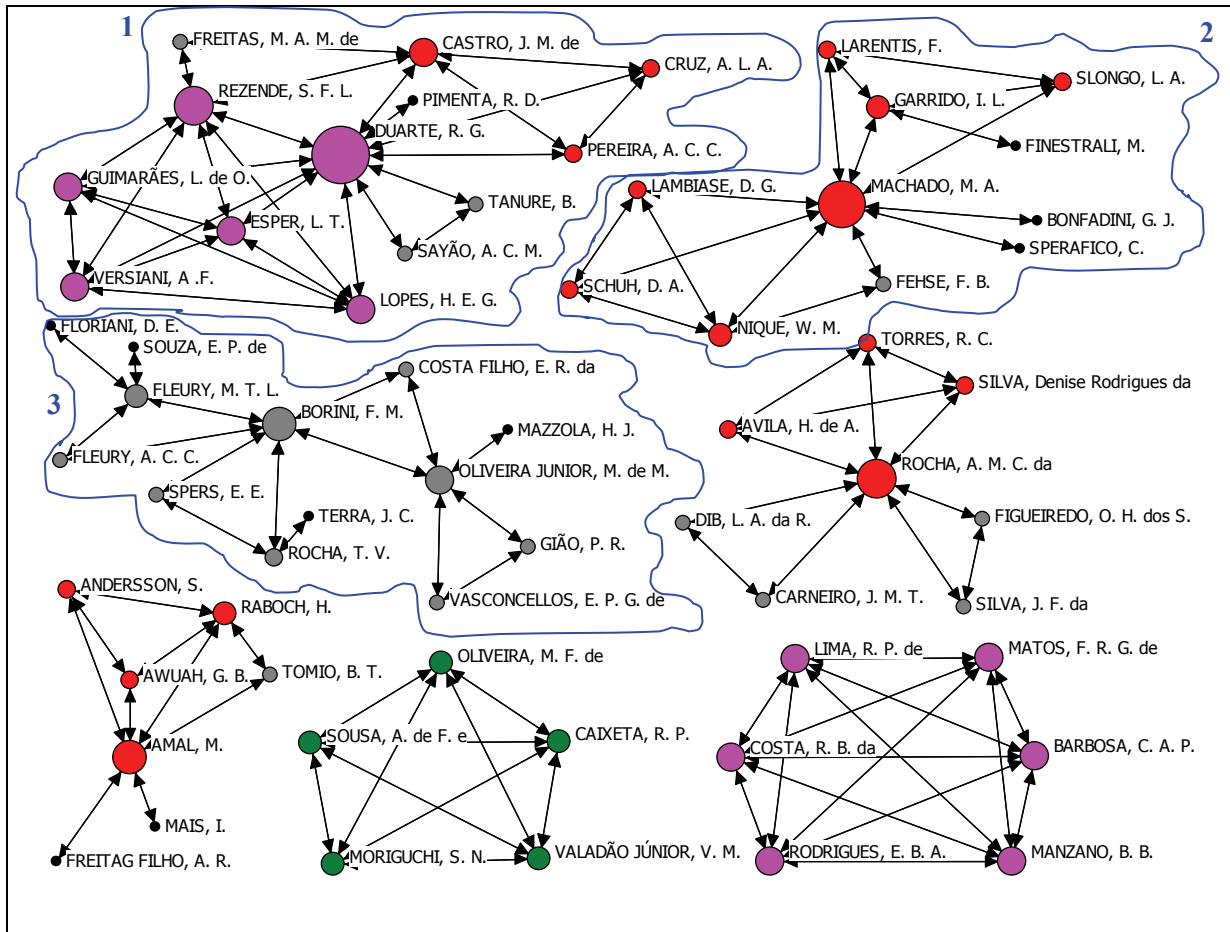 1
2
FREITAS, M. A. M. de
CASTRO, J. M. de
CRUZ, A. L. A.
REZENDE, S. F. L.
PIMENTA, R. D.
DUARTE, R. G.
PEREIRA, A. C. C.
GUIMARÃES, L. de O.
TANURE, B.
ESPER, L. T.
SAYÃO, A. C. M.
VERSIANI, A .F.
LOPES, H. E. G.
LARENTIS, F.
SLONGO, L. A.
GARRIDO, I. L.
FINESTRALI, M.
LAMBIASE, D. G.
MACHADO, M. A.
BONFADINI, G. J.
SPERAFICO, C.
SCHUH, D. A.
FEHSE, F. B.
NIQUE, W. M.
3
FLORIANI, D. E.
SOUZA, E. P. de
COSTA FILHO, E. R. da
FLEURY, M. T. L.
BORINI, F. M.
MAZZOLA, H. J.
FLEURY, A. C. C.
OLIVEIRA JUNIOR, M. de M.
SPERS, E. E.
TERRA, J. C.
ROCHA, T. V.
GIÃO, P. R.
VASCONCELLOS, E. P. G. de
TORRES, R. C.
SILVA, Denise Rodrigues da
AVILA, H. de A.
ROCHA, A. M. C. da
DIB, L. A. da R.
FIGUEIREDO, O. H. dos S.
CARNEIRO, J. M. T.
SILVA, J. F. da
ANDERSSON, S.
RABOCH, H.
AWUAH, G. B.
TOMIO, B. T.
AMAL, M.
MAIS, I.
FREITAG FILHO, A. R.
OLIVEIRA, M. F. de
SOUSA, A. de F. e
CAIXETA, R. P.
MORIGUCHI, S. N.
VALADÃO JÚNIOR, V. M.
LIMA, R. P. de
MATOS, F. R. G. de
COSTA, R. B. da
BARBOSA, C. A. P.
RODRIGUES, E. B. A.
MANZANO, B. B.